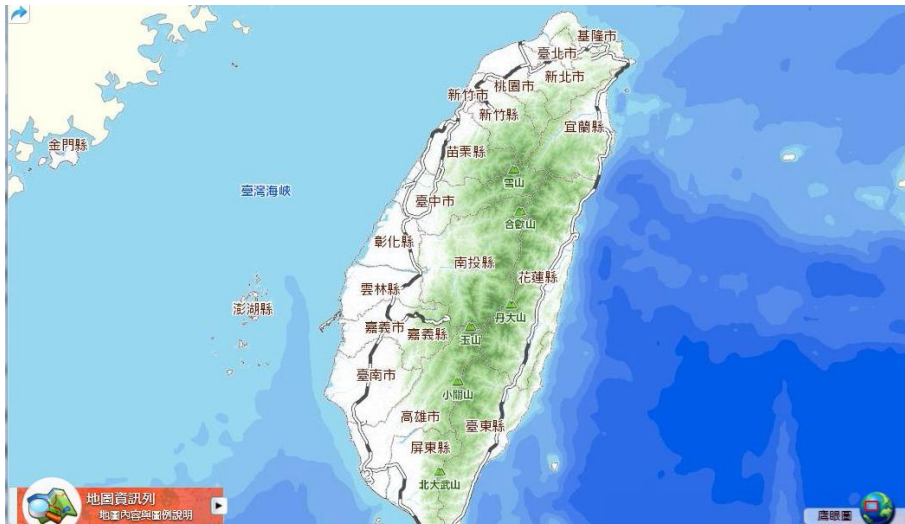 基隆市
臺北市
新北市
桃園市
新竹市
新竹縣
宜蘭縣
苗栗縣
金門縣
雪山
臺灣海峽
臺中市
合歡山
彰化縣
南投縣
花蓮縣
雲林縣
澎湖縣
丹大山
嘉義市
嘉義縣
玉山
臺南市
小關山
高雄市
臺東縣
屏東縣
北大武山
地圖資訊列
地圖內容與圖例說明
鷹眼圖